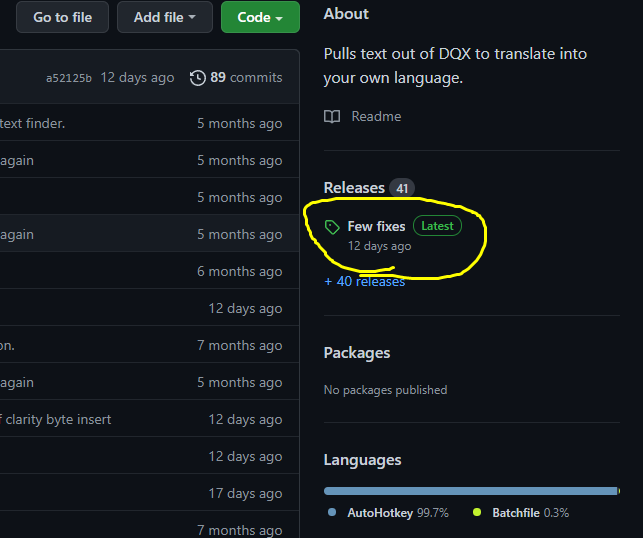 Go to file
Add file
Code
a52125b 12 days ago 89 commits
text finder. 5 months ago
again 5 months ago
5 months ago
again 5 months ago
6 months ago
12 days ago
on. 7 months ago
again 5 months ago
f clarity byte insert 12 days ago
12 days ago
17 days ago
7 months ago
About
Pulls text out of DQX to translate into
your own language.
Readme
Releases 41
Few fixes Latest
12 days ago
+ 40 releases
Packages
No packages published
Languages
AutoHotkey 99.7% Batchfile 0.3%